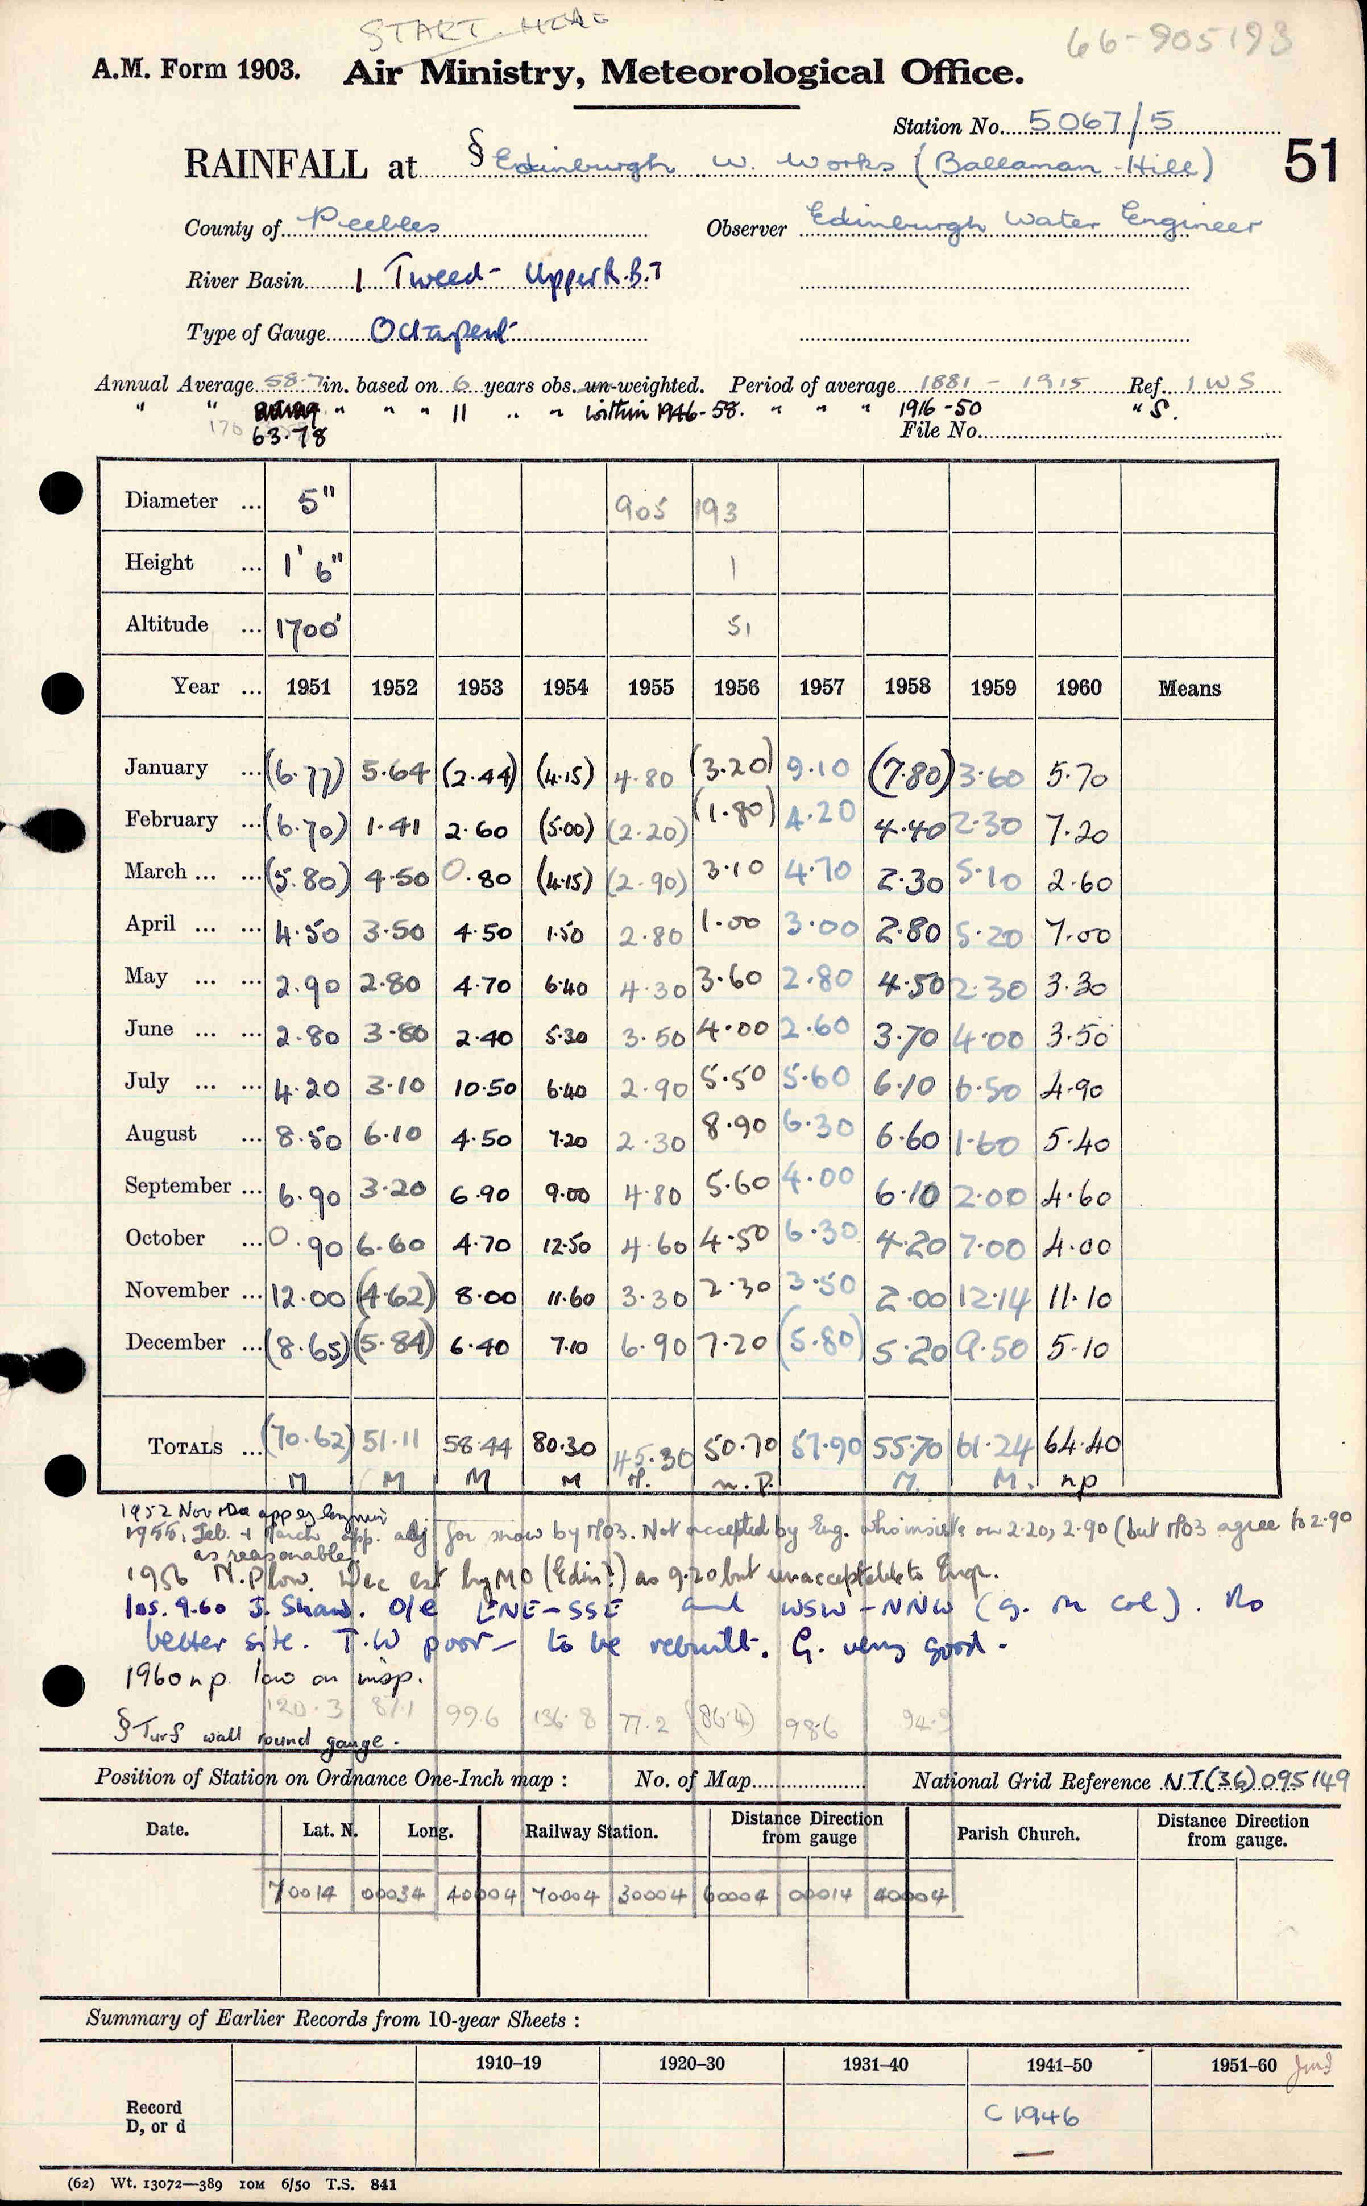 START HERE
66-905193
A.M. Form 1903. Air Ministry, Meteorological Office.
Station No. 5067/5
RAINFALL at § Edinburgh W. Works (Ballaman Hill) 51
County of Peebles Observer Edinburgh Water Engineer
River Basin 1 Tweed - Upper R.B.T
Type of Gauge Octapent
Annual Average 58.7 in. based on 6 years obs. un-weighted. Period of average 1881 - 1915 Ref. I W S
" " " " " 11 " " within 1946-58. " " " 1916-50 " S.
63.78 File No.
Diameter ... 5" 905 193
Height ... 1' 6" 1
Altitude ... 1700' 51
Year ... 1951 1952 1953 1954 1955 1956 1957 1958 1959 1960 Means
January ... (6.77) 5.64 (2.44) (4.15) 4.80 (3.20) 9.10 (7.80) 3.60 5.70
February ... (6.70) 1.41 2.60 (5.00) (2.20) (1.80) 4.20 4.40 2.30 7.20
March ... ... (5.80) 4.50 0.80 (4.15) (2.90) 3.10 4.70 2.30 5.10 2.60
April ... ... 4.50 3.50 4.50 1.50 2.80 1.00 3.00 2.80 5.20 7.00
May ... ... 2.90 2.80 4.70 6.40 4.30 3.60 2.80 4.50 2.30 3.30
June ... ... 2.80 3.80 2.40 5.30 3.50 4.00 2.60 3.70 4.00 3.50
July ... ... 4.20 3.10 10.50 6.40 2.90 5.50 5.60 6.10 6.50 4.90
August ... 8.50 6.10 4.50 7.20 2.30 8.90 6.30 6.60 1.60 5.40
September ... 6.90 3.20 6.90 9.00 4.80 5.60 4.00 6.10 2.00 4.60
October ... 0.90 6.60 4.70 12.50 4.60 4.50 6.30 4.20 7.00 4.00
November ... 12.00 (4.62) 8.00 11.60 3.30 2.30 3.50 2.00 12.14 11.10
December ... (8.65) (5.84) 6.40 7.10 6.90 7.20 (5.80) 5.20 9.50 5.10
TOTALS ... (70.62) 51.11 58.44 80.30 45.30 50.70 57.90 55.70 61.24 64.40
M M M M M. n.P. M. M. np
1952 Nov + Dec app by
1955, Feb. + March app. adj for snow by MO3. Not accepted by Eng. who insists on 2.20, 2.90 (but MO3 agree to 2.90
as reasonable)
1956 N.P low. Dec est by MO (Edin?) as 9.20 but unacceptable to Engr.
Ins. 9.60 J. Shaw. O/e ENE-SSE and WSW-NNW (g. on col). No
better site. T.W poor - to be rebuilt. G. very good.
1960 n p low on map.
120.3 87.1 99.6 136.8 77.2 (86.4) 98.6 94.9
§ Turf wall round gauge.
Position of Station on Ordnance One-Inch map : No. of Map National Grid Reference NT(36)095149
Date. Lat. N. Long. Railway Station. Distance Direction from gauge Parish Church. Distance Direction from gauge.
70014 00034 40004 70004 30004 60004 00014 40004
Summary of Earlier Records from 10-year Sheets :
1910–19 1920–30 1931–40 1941–50 1951–60
Record
D, or d
C 1946
(62) Wt. 13072—389 10M 6/50 T.S. 841